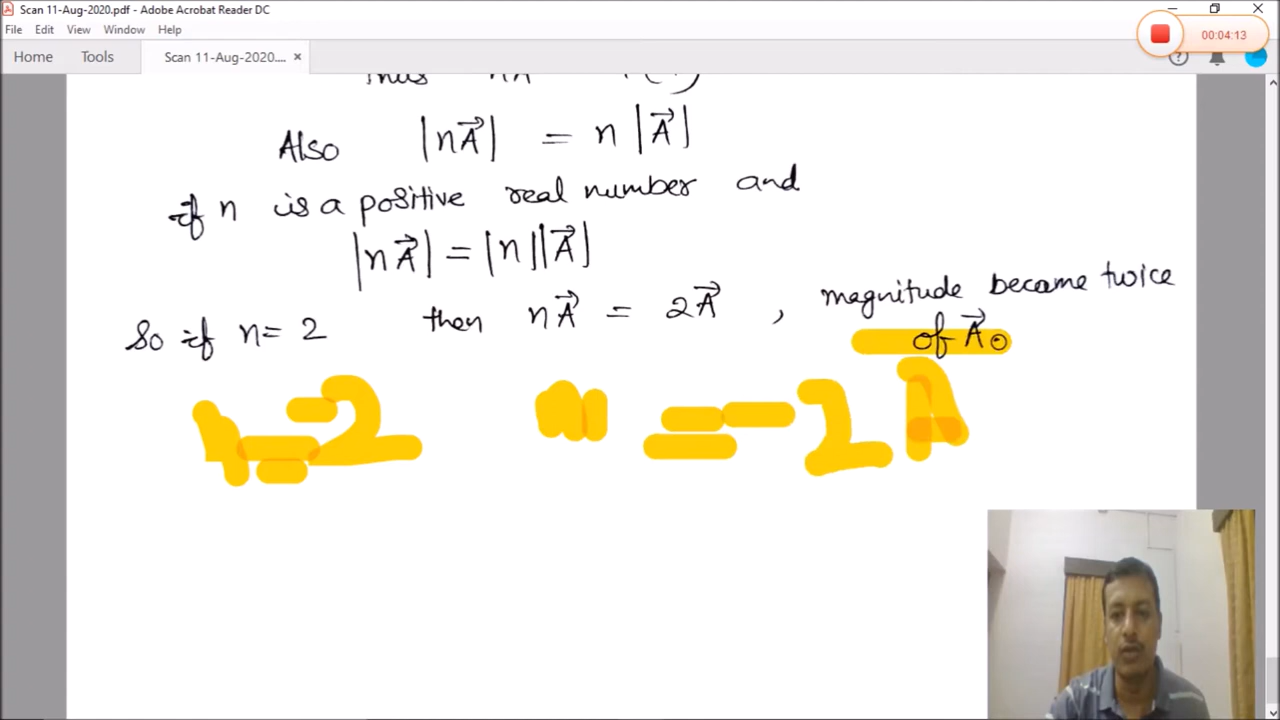 Scan 11-Aug-2020.pdf - Adobe Acrobat Reader DC
File Edit View Window Help
00:04:13
Home Tools Scan 11-Aug-2020....
Thus
Also |nA⃗| = n |A⃗|
if n is a positive real number and
|nA⃗| = |n||A⃗|
So if n= 2 then nA⃗ = 2A⃗ , magnitude become twice
of A⃗.
n=-2 = -2A